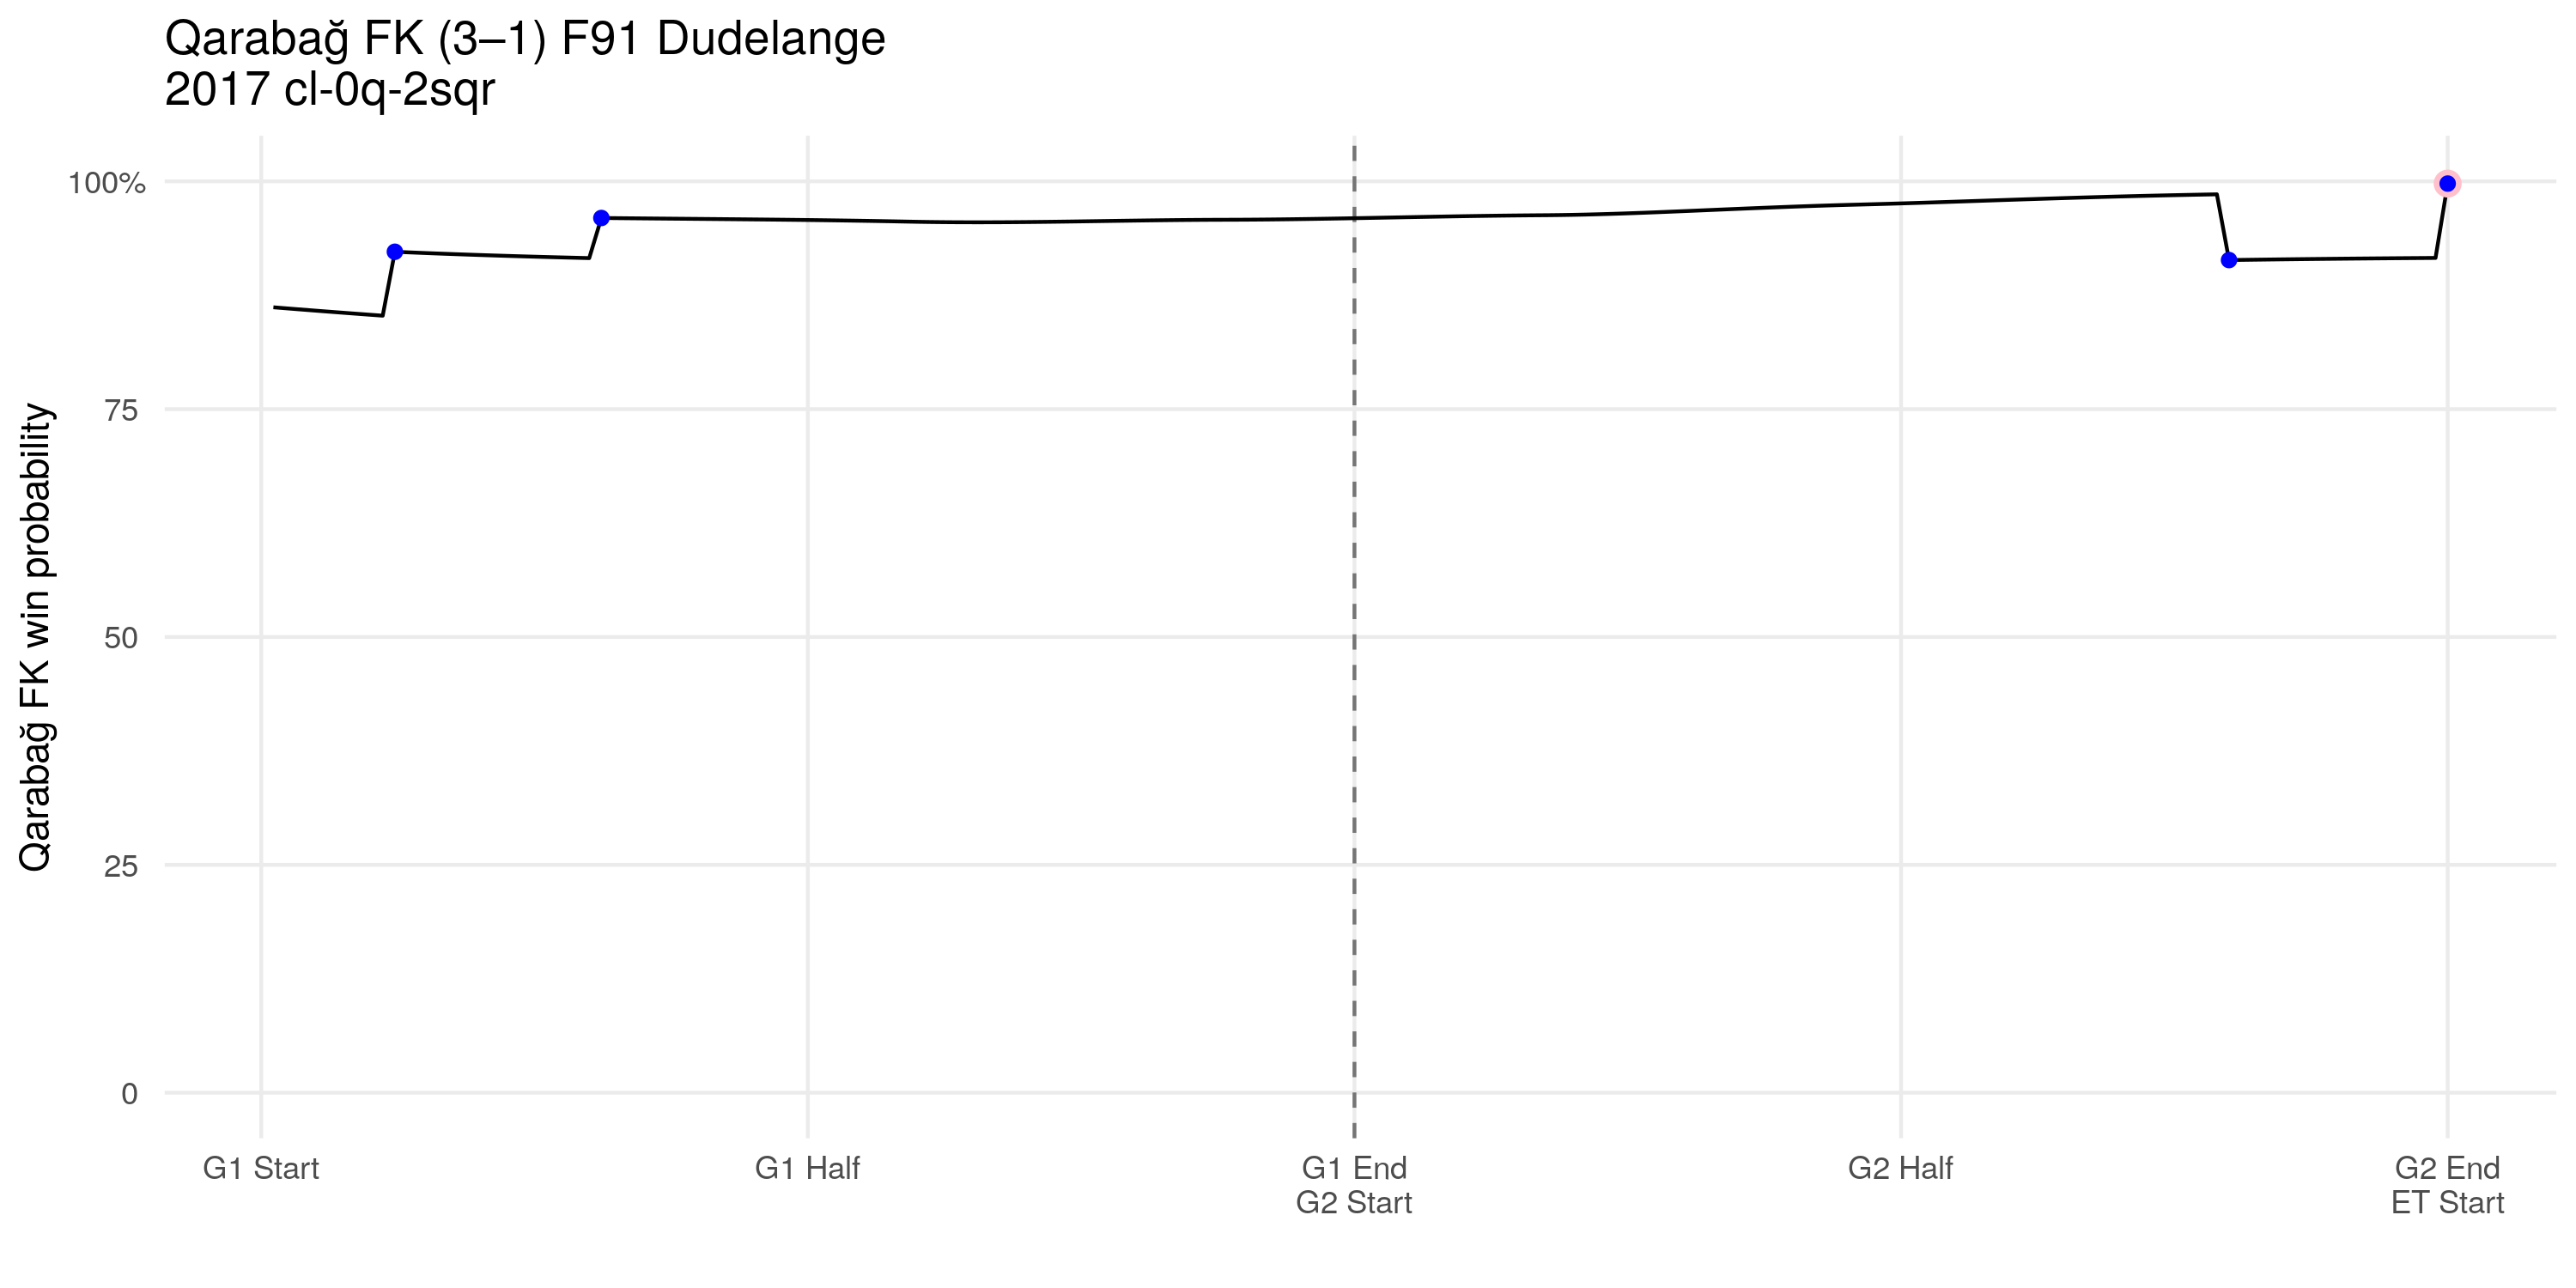 Qarabağ FK (3–1) F91 Dudelange
2017 cl-0q-2sqr
Qarabağ FK win probability
100%
75
50
25
0
G1 Start
G1 Half
G1 End
G2 Start
G2 Half
G2 End
ET Start